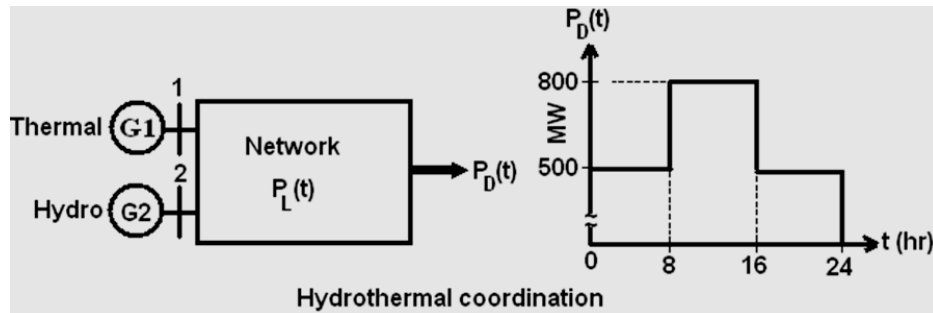 Thermal G1 1
Network
P_L(t)
Hydro G2 2
P_D(t)
P_D(t)
MW
800
500
0 8 16 24
t (hr)
Hydrothermal coordination